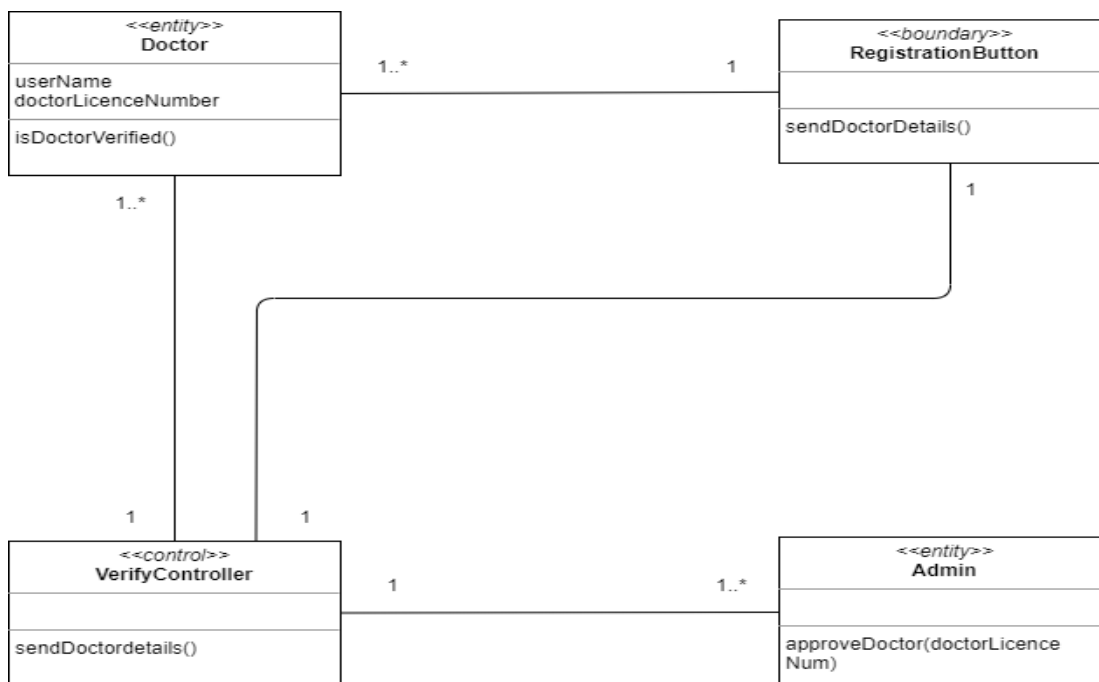 <<entity>>
Doctor
userName
doctorLicenceNumber
isDoctorVerified()
<<boundary>>
RegistrationButton
sendDoctorDetails()
1..*
1
1..*
1
1
1
<<control>>
VerifyController
sendDoctordetails()
1
1..*
<<entity>>
Admin
approveDoctor(doctorLicence
Num)